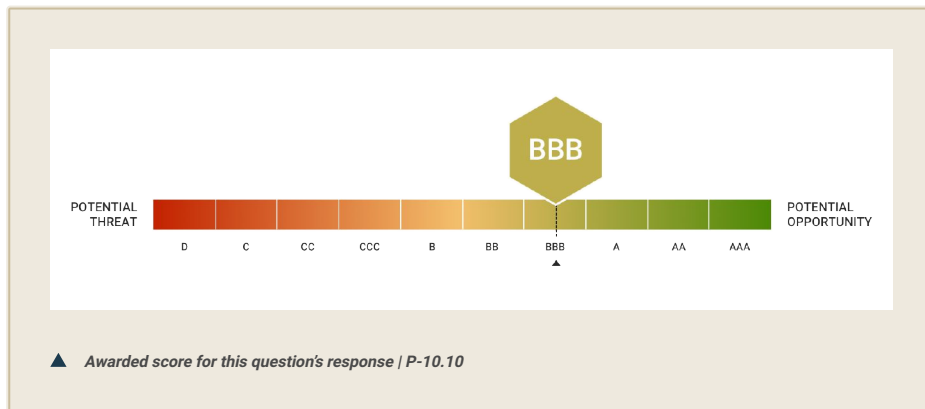 BBB
POTENTIAL
THREAT
POTENTIAL
OPPORTUNITY
D C CC CCC B BB BBB A AA AAA
Awarded score for this question's response | P-10.10